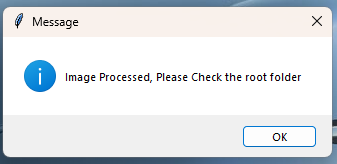 Message
Image Processed, Please Check the root folder
OK